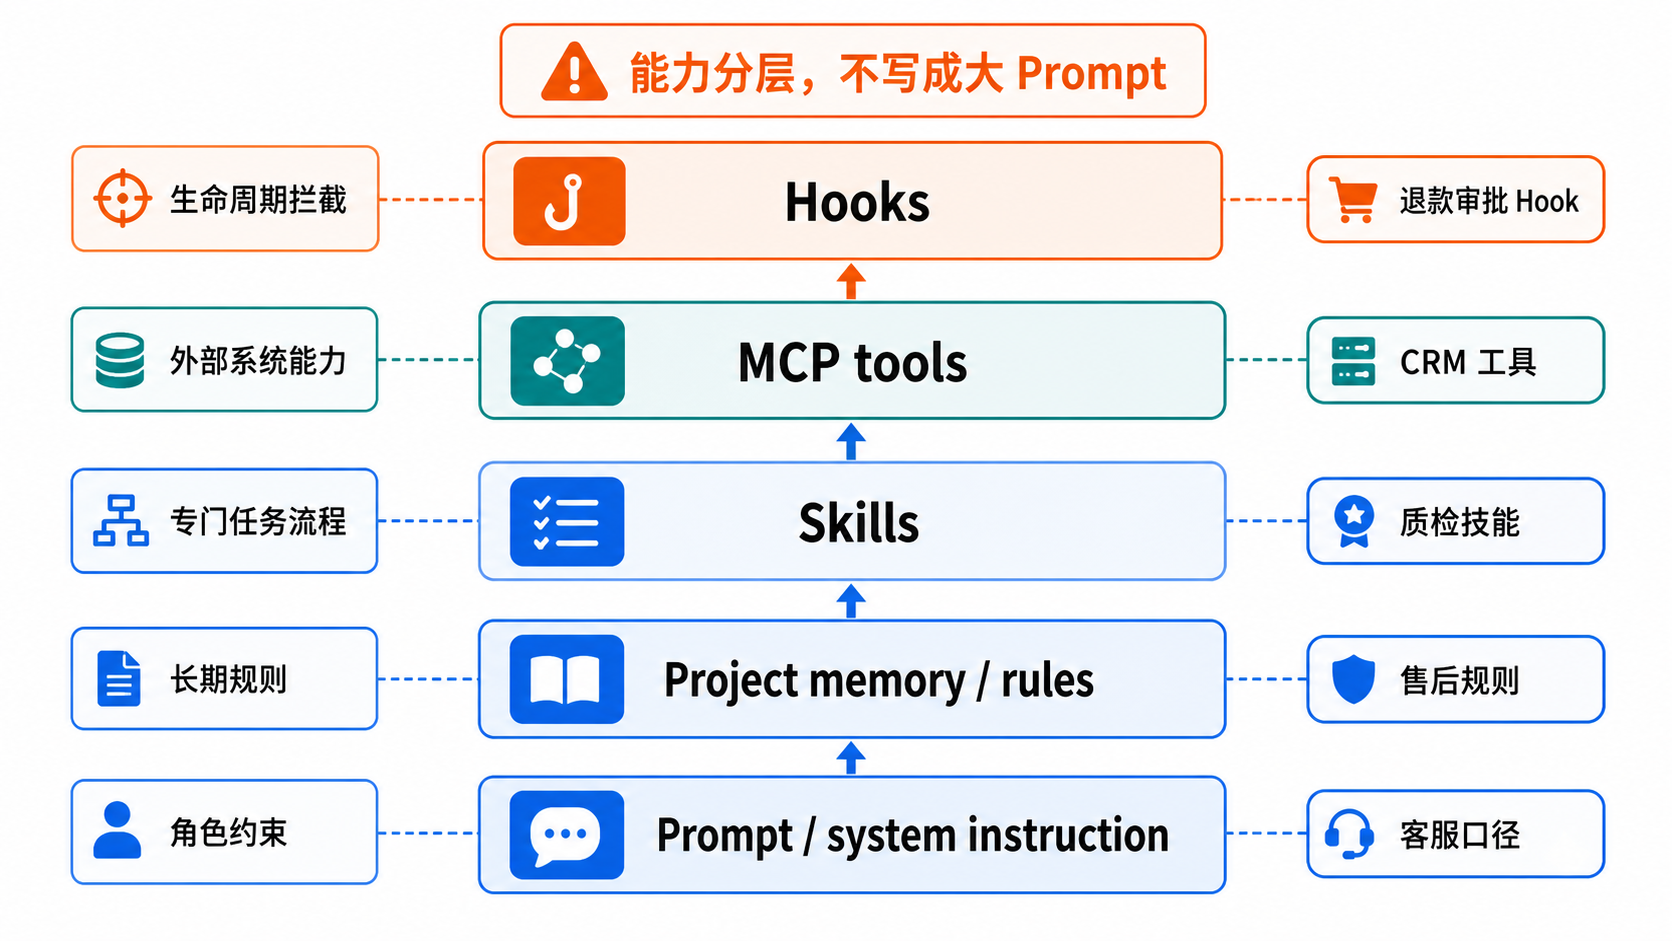 能力分层，不写成大 Prompt
生命周期拦截
Hooks
退款审批 Hook
外部系统能力
MCP tools
CRM 工具
专门任务流程
Skills
质检技能
长期规则
Project memory / rules
售后规则
角色约束
Prompt / system instruction
客服口径